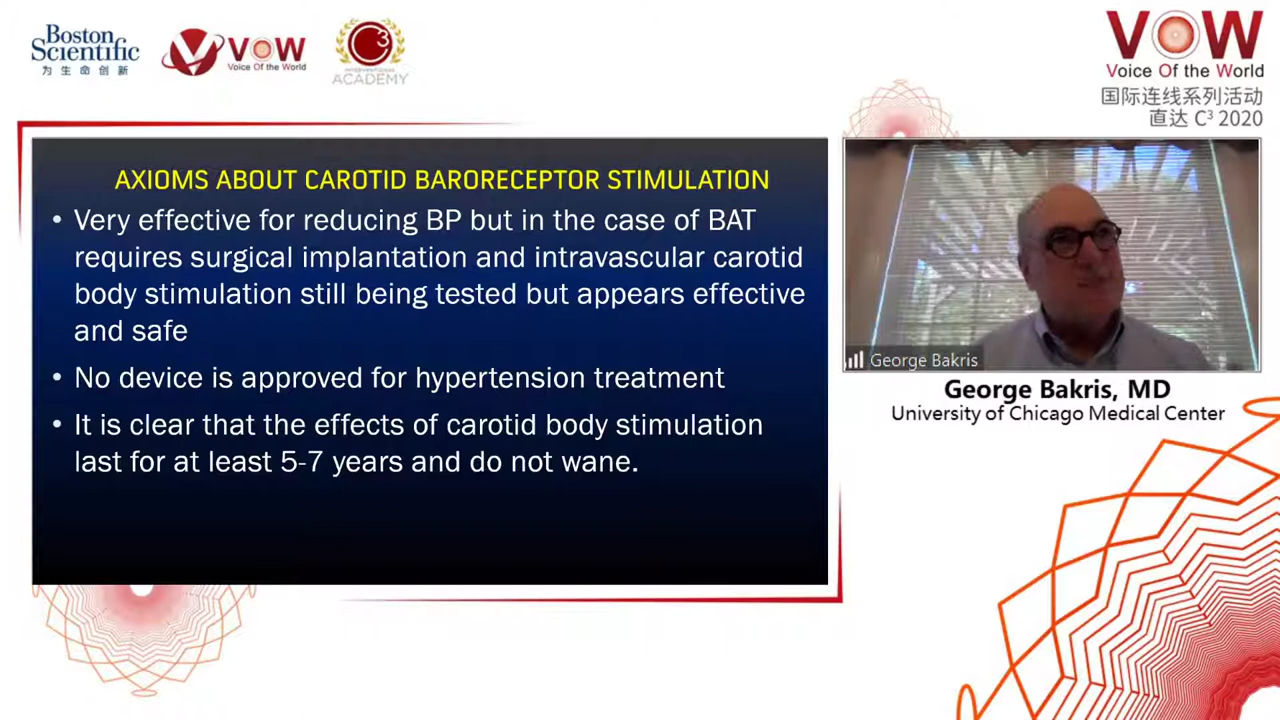 Boston
Scientific
为生命创新
VOW
Voice Of the World
C3
INTERVENTIONAL
ACADEMY
VOW
Voice Of the World
国际连线系列活动
直达 C³ 2020
AXIOMS ABOUT CAROTID BARORECEPTOR STIMULATION
• Very effective for reducing BP but in the case of BAT
requires surgical implantation and intravascular carotid
body stimulation still being tested but appears effective
and safe
• No device is approved for hypertension treatment
• It is clear that the effects of carotid body stimulation
last for at least 5-7 years and do not wane.
George Bakris
George Bakris, MD
University of Chicago Medical Center